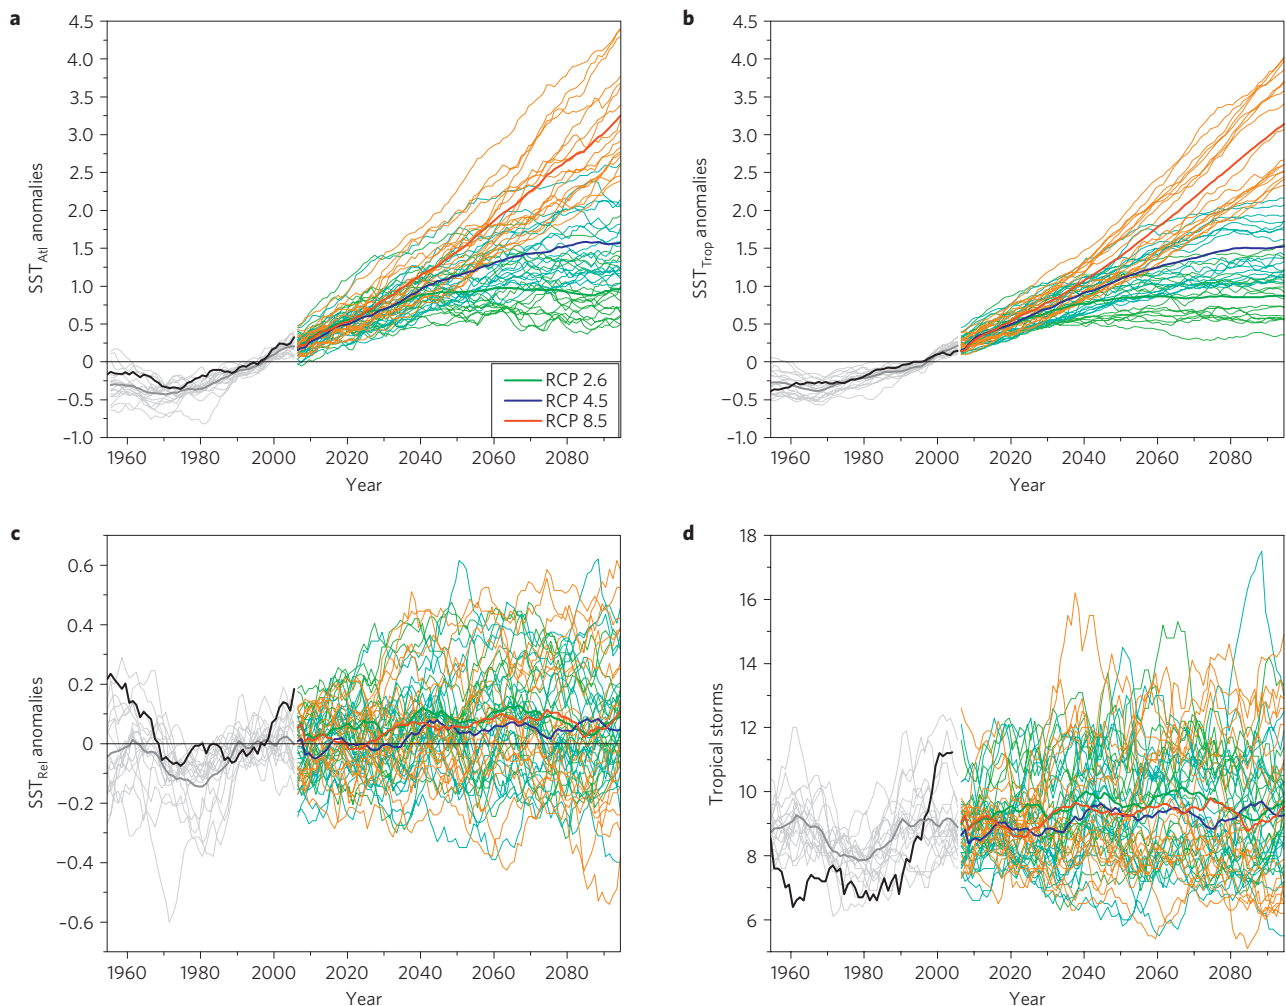 a
4.5
4.0
3.5
3.0
2.5
2.0
1.5
1.0
0.5
0
−0.5
−1.0
SST_Atl anomalies
1960 1980 2000 2020 2040 2060 2080
Year
RCP 2.6
RCP 4.5
RCP 8.5
b
4.5
4.0
3.5
3.0
2.5
2.0
1.5
1.0
0.5
0
−0.5
−1.0
SST_Trop anomalies
1960 1980 2000 2020 2040 2060 2080
Year
c
0.6
0.4
0.2
0
−0.2
−0.4
−0.6
SST_Rel anomalies
1960 1980 2000 2020 2040 2060 2080
Year
d
18
16
14
12
10
8
6
Tropical storms
1960 1980 2000 2020 2040 2060 2080
Year